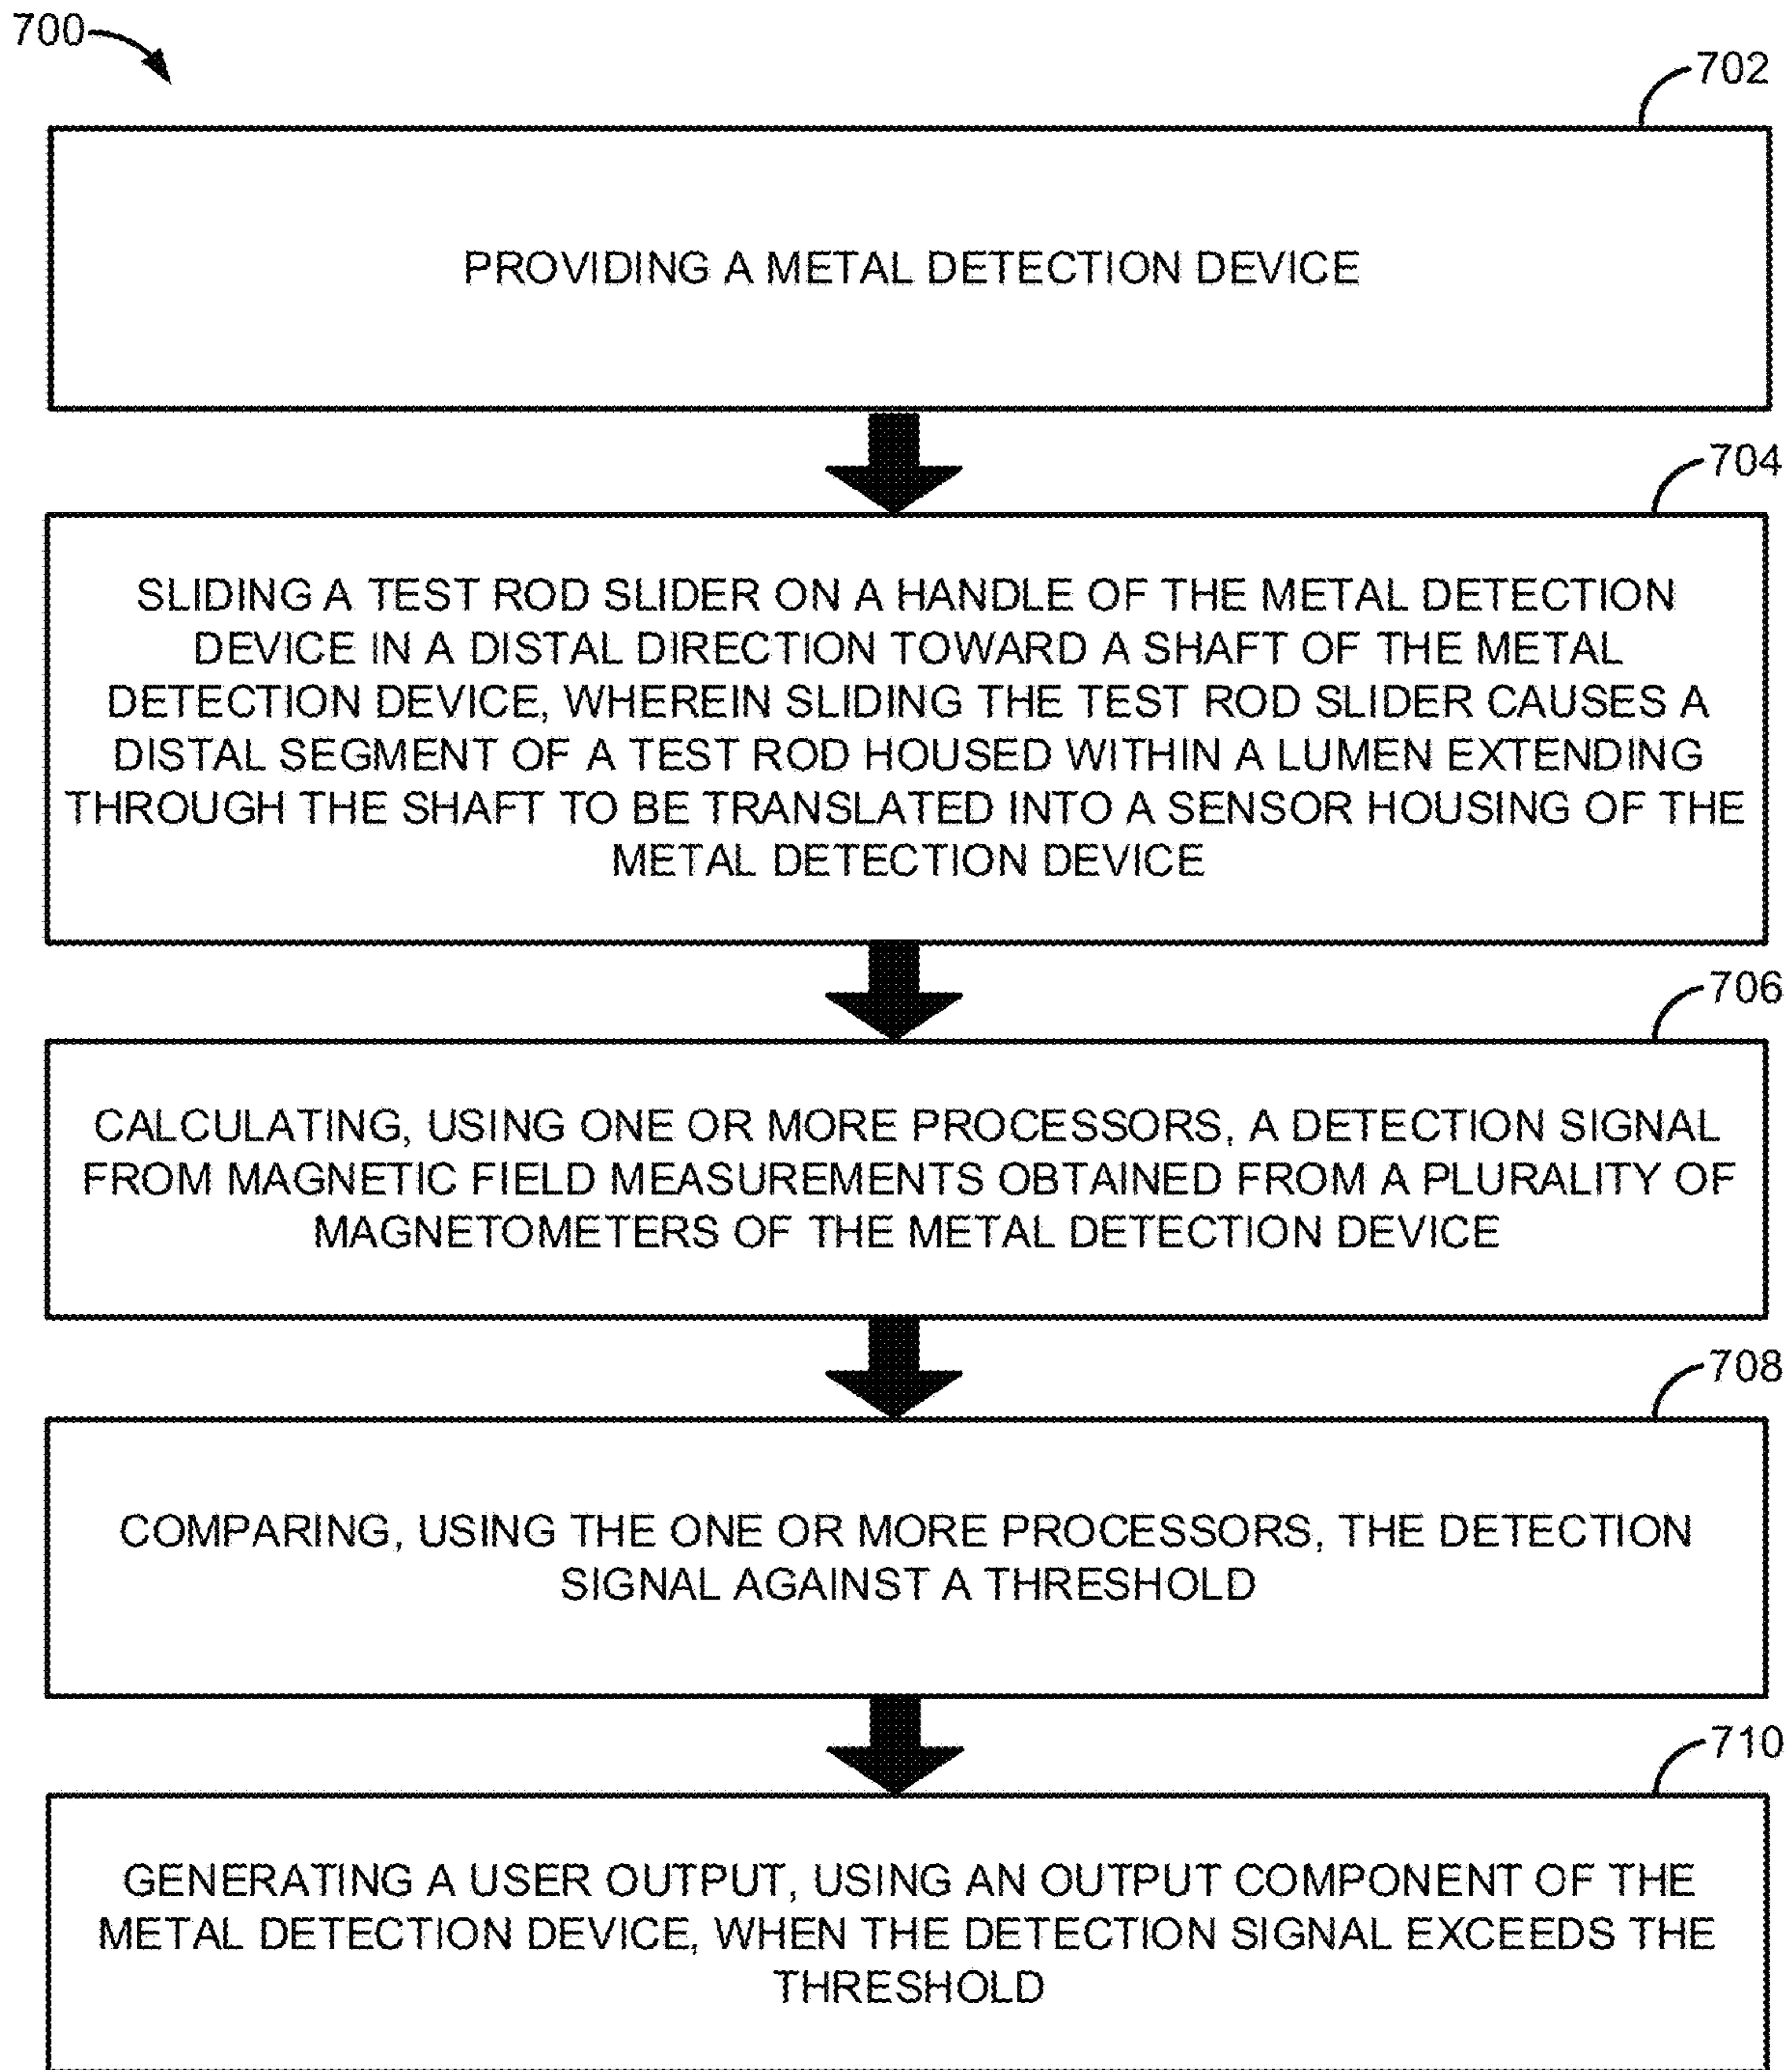 700
702
PROVIDING A METAL DETECTION DEVICE
704
SLIDING A TEST ROD SLIDER ON A HANDLE OF THE METAL DETECTION
DEVICE IN A DISTAL DIRECTION TOWARD A SHAFT OF THE METAL
DETECTION DEVICE, WHEREIN SLIDING THE TEST ROD SLIDER CAUSES A
DISTAL SEGMENT OF A TEST ROD HOUSED WITHIN A LUMEN EXTENDING
THROUGH THE SHAFT TO BE TRANSLATED INTO A SENSOR HOUSING OF THE
METAL DETECTION DEVICE
706
CALCULATING, USING ONE OR MORE PROCESSORS, A DETECTION SIGNAL
FROM MAGNETIC FIELD MEASUREMENTS OBTAINED FROM A PLURALITY OF
MAGNETOMETERS OF THE METAL DETECTION DEVICE
708
COMPARING, USING THE ONE OR MORE PROCESSORS, THE DETECTION
SIGNAL AGAINST A THRESHOLD
710
GENERATING A USER OUTPUT, USING AN OUTPUT COMPONENT OF THE
METAL DETECTION DEVICE, WHEN THE DETECTION SIGNAL EXCEEDS THE
THRESHOLD